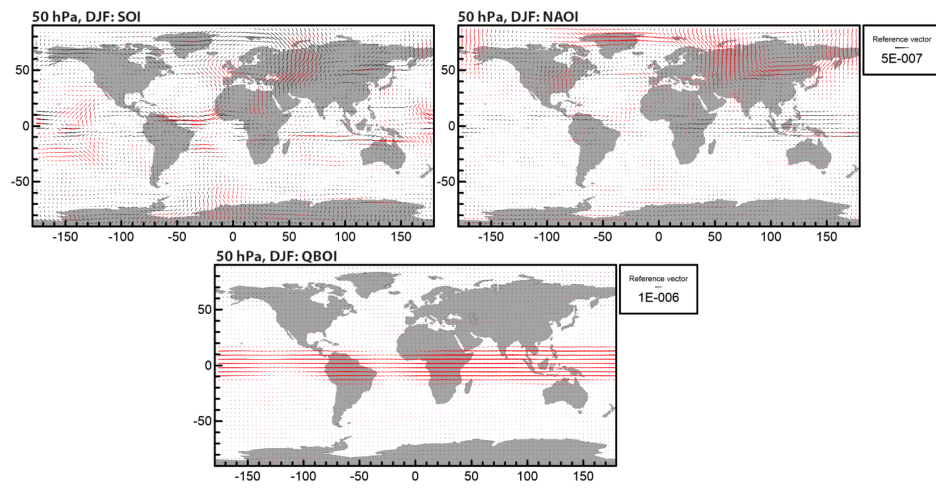 50 hPa, DJF: SOI
50
0
-50
-150 -100 -50 0 50 100 150
50 hPa, DJF: NAOI
50
0
-50
-150 -100 -50 0 50 100 150
Reference vector
5E-007
50 hPa, DJF: QBOI
50
0
-50
-150 -100 -50 0 50 100 150
Reference vector
1E-006